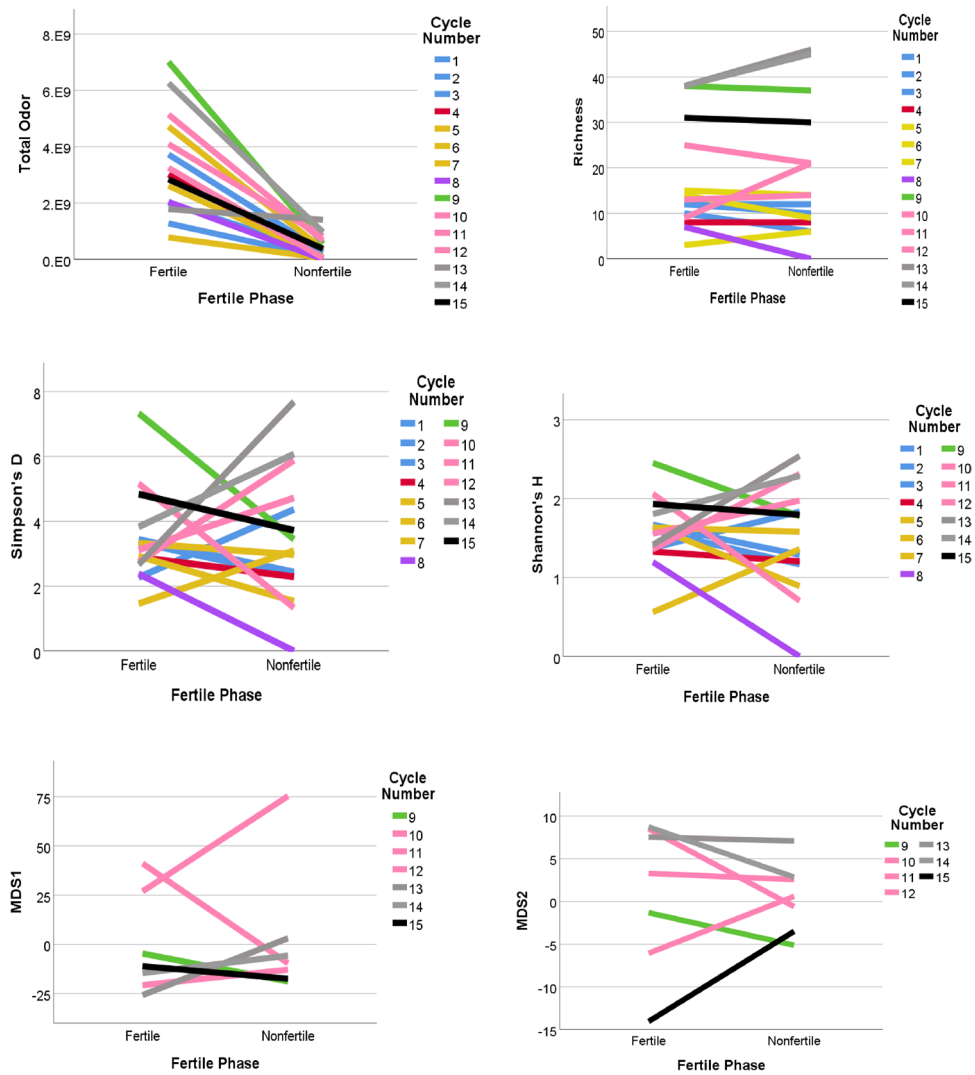 Cycle
Number
8.E9
6.E9
4.E9
2.E9
0.E0
Total Odor
Fertile
Nonfertile
Fertile Phase
1
2
3
4
5
6
7
8
9
10
11
12
13
14
15
Cycle
Number
50
40
30
20
10
0
Richness
Fertile
Nonfertile
Fertile Phase
1
2
3
4
5
6
7
8
9
10
11
12
13
14
15
Cycle
Number
8
6
4
2
0
Simpson's D
Fertile
Nonfertile
Fertile Phase
1 9
2 10
3 11
4 12
5 13
6 14
7 15
8
Cycle
Number
3
2
1
0
Shannon's H
Fertile
Nonfertile
Fertile Phase
1 9
2 10
3 11
4 12
5 13
6 14
7 15
8
Cycle
Number
75
50
25
0
-25
MDS1
Fertile
Nonfertile
Fertile Phase
9
10
11
12
13
14
15
Cycle
Number
10
5
0
-5
-10
-15
MDS2
Fertile
Nonfertile
Fertile Phase
9 13
10 14
11 15
12